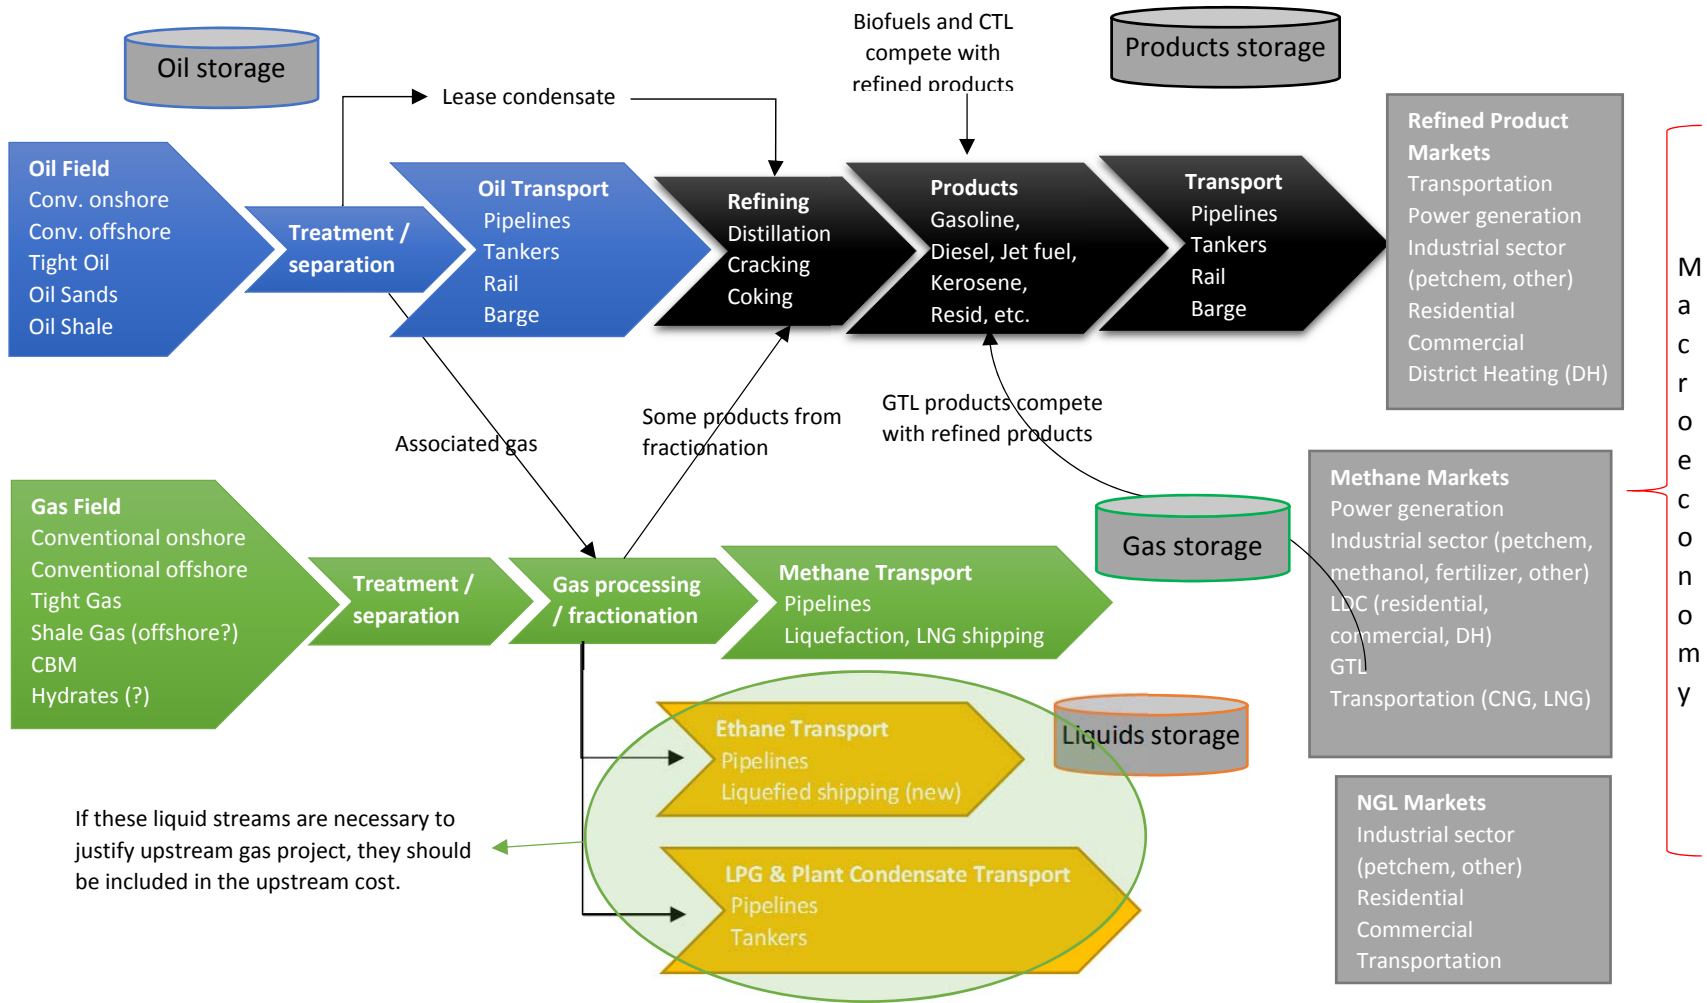 Oil storage
Biofuels and CTL
compete with
refined products
Products storage
Lease condensate
Oil Field
Conv. onshore
Conv. offshore
Tight Oil
Oil Sands
Oil Shale
Treatment /
separation
Oil Transport
Pipelines
Tankers
Rail
Barge
Refining
Distillation
Cracking
Coking
Products
Gasoline,
Diesel, Jet fuel,
Kerosene,
Resid, etc.
Transport
Pipelines
Tankers
Rail
Barge
Refined Product
Markets
Transportation
Power generation
Industrial sector
(petchem, other)
Residential
Commercial
District Heating (DH)
Macroeconomy
Associated gas
Some products from
fractionation
GTL products compete
with refined products
Gas Field
Conventional onshore
Conventional offshore
Tight Gas
Shale Gas (offshore?)
CBM
Hydrates (?)
Treatment /
separation
Gas processing
/ fractionation
Methane Transport
Pipelines
Liquefaction, LNG shipping
Gas storage
Methane Markets
Power generation
Industrial sector (petchem,
methanol, fertilizer, other)
LDC (residential,
commercial, DH)
GTL
Transportation (CNG, LNG)
Ethane Transport
Pipelines
Liquefied shipping (new)
Liquids storage
If these liquid streams are necessary to
justify upstream gas project, they should
be included in the upstream cost.
LPG & Plant Condensate Transport
Pipelines
Tankers
NGL Markets
Industrial sector
(petchem, other)
Residential
Commercial
Transportation